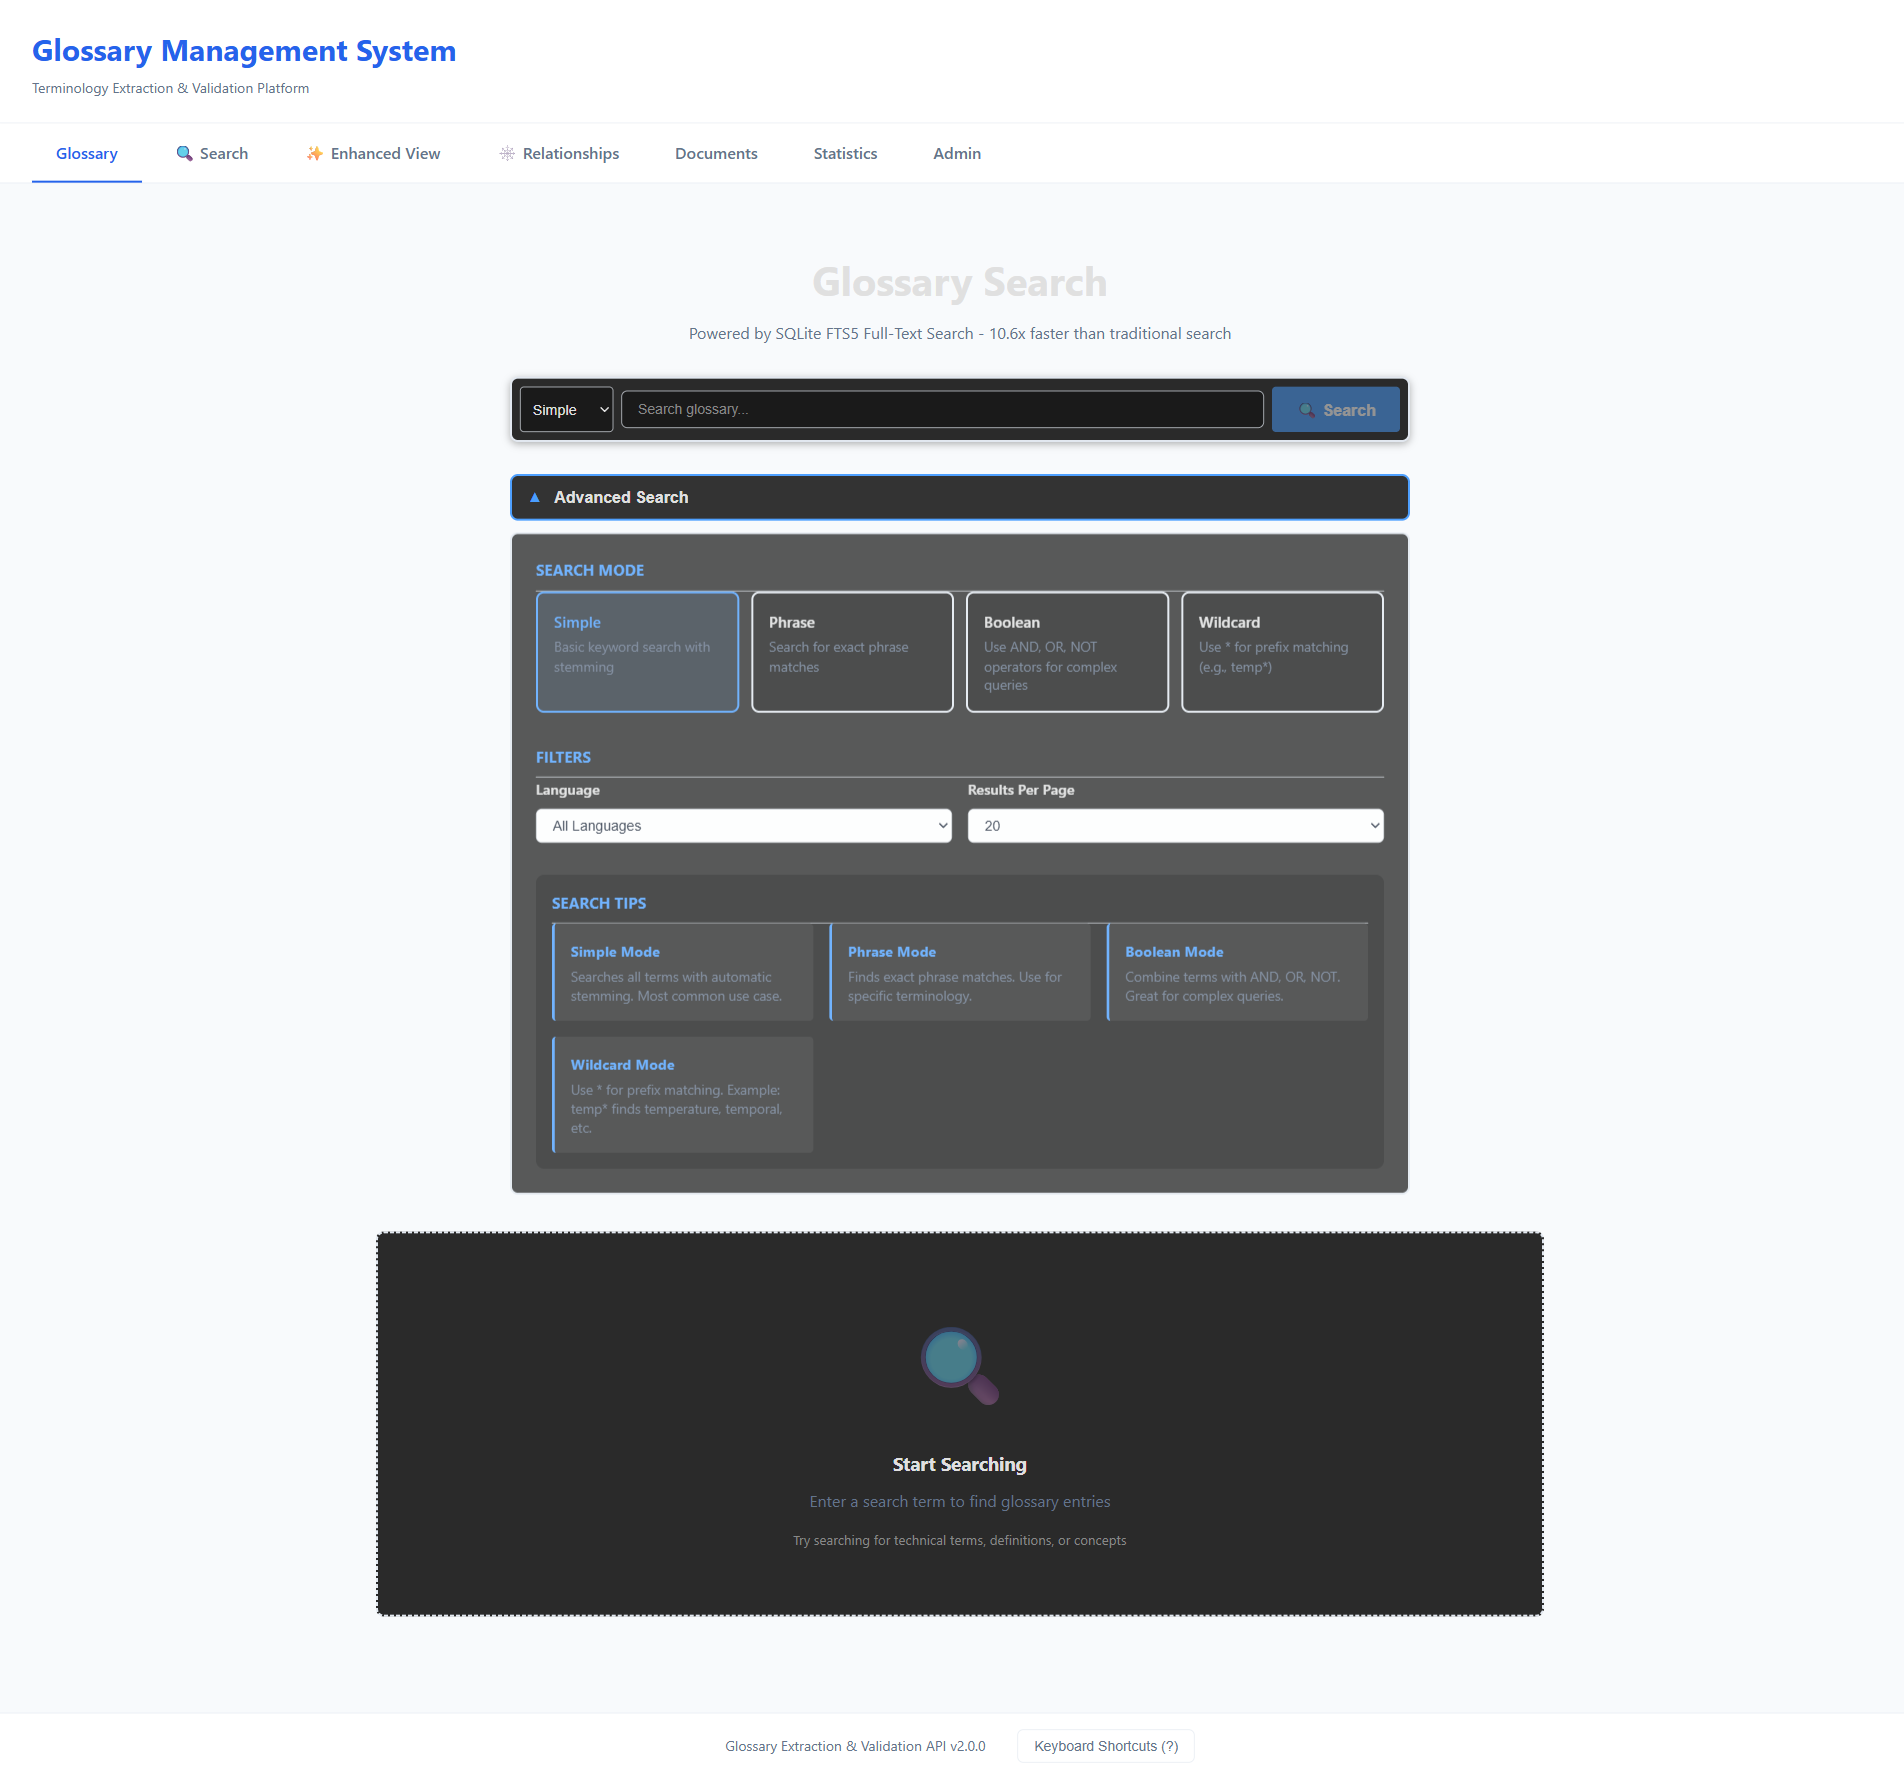 Glossary Management System
Terminology Extraction & Validation Platform
Glossary
🔍 Search
✨ Enhanced View
🕸️ Relationships
Documents
Statistics
Admin
Glossary Search
Powered by SQLite FTS5 Full-Text Search - 10.6x faster than traditional search
Simple
Search glossary...
🔍 Search
▲ Advanced Search
SEARCH MODE
Simple
Basic keyword search with
stemming
Phrase
Search for exact phrase
matches
Boolean
Use AND, OR, NOT
operators for complex
queries
Wildcard
Use * for prefix matching
(e.g., temp*)
FILTERS
Language
All Languages
Results Per Page
20
SEARCH TIPS
Simple Mode
Searches all terms with automatic
stemming. Most common use case.
Phrase Mode
Finds exact phrase matches. Use for
specific terminology.
Boolean Mode
Combine terms with AND, OR, NOT.
Great for complex queries.
Wildcard Mode
Use * for prefix matching. Example:
temp* finds temperature, temporal,
etc.
Start Searching
Enter a search term to find glossary entries
Try searching for technical terms, definitions, or concepts
Glossary Extraction & Validation API v2.0.0
Keyboard Shortcuts (?)